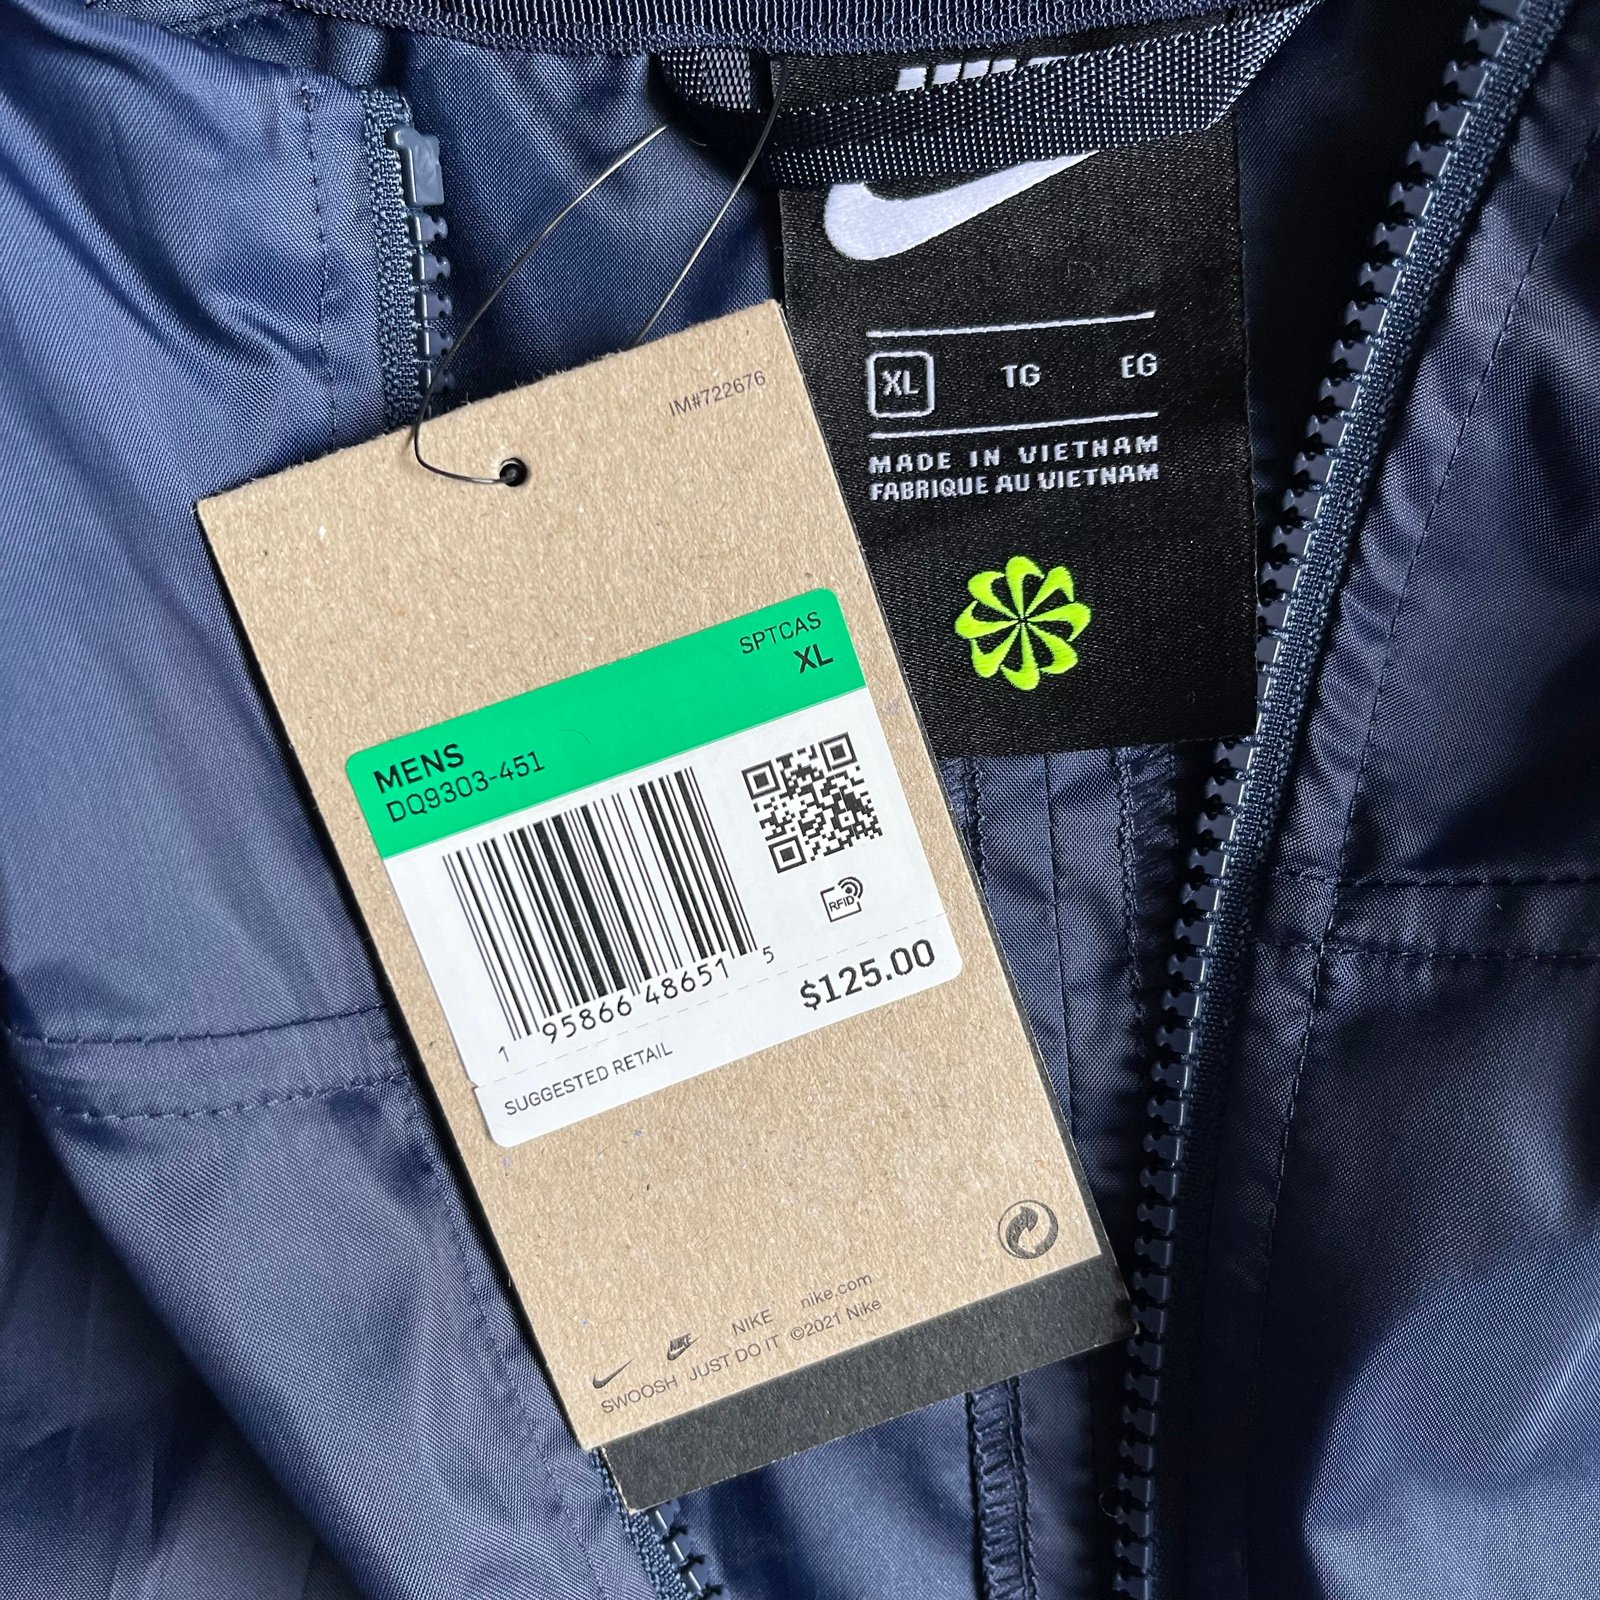 XL TG EG
MADE IN VIETNAM
FABRIQUE AU VIETNAM
IM#722676
SPTCAS
XL
MENS
DQ9303-451
RFID
1 95866 48651 5
$125.00
SUGGESTED RETAIL
NIKE
NIKE nike.com
SWOOSH JUST DO IT ©2021 Nike